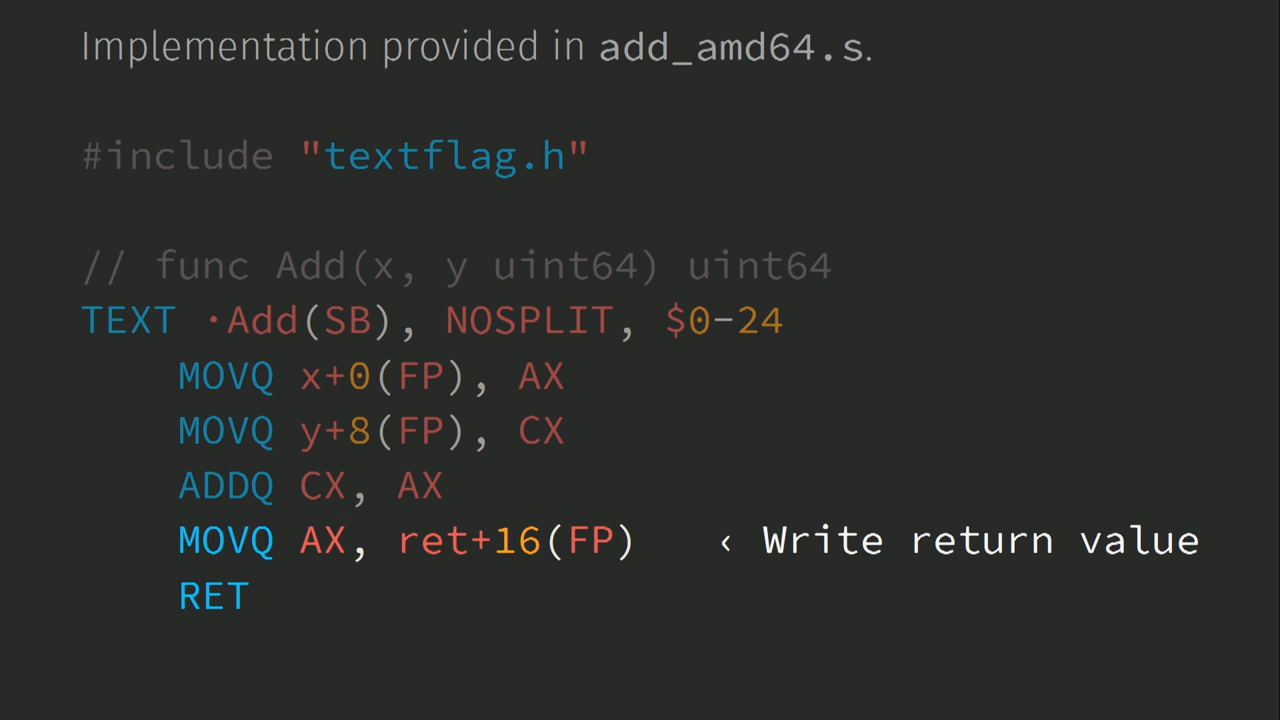 Implementation provided in add_amd64.s.
#include "textflag.h"
// func Add(x, y uint64) uint64
TEXT ·Add(SB), NOSPLIT, $0-24
MOVQ x+0(FP), AX
MOVQ y+8(FP), CX
ADDQ CX, AX
MOVQ AX, ret+16(FP) ‹ Write return value
RET